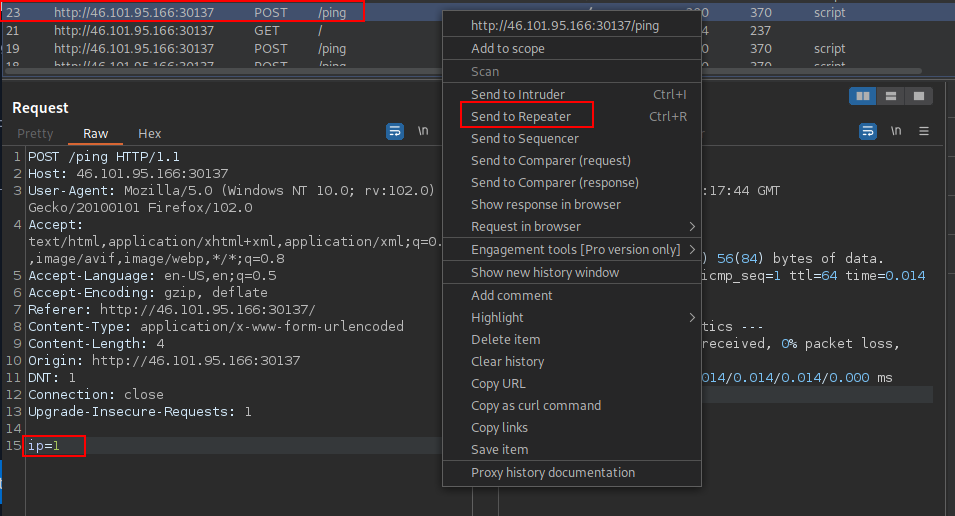 23 http://46.101.95.166:30137 POST /ping 370 script
21 http://46.101.95.166:30137 GET / 237
19 http://46.101.95.166:30137 POST /ping 370 script
18 http://46.101.95.166:30137 POST /ping 370 script
http://46.101.95.166:30137/ping
Add to scope
Scan
Send to Intruder Ctrl+I
Send to Repeater Ctrl+R
Send to Sequencer
Send to Comparer (request)
Send to Comparer (response)
Show response in browser
Request in browser
Engagement tools [Pro version only]
Show new history window
Add comment
Highlight
Delete item
Clear history
Copy URL
Copy as curl command
Copy links
Save item
Proxy history documentation
Request
Pretty Raw Hex \n
1 POST /ping HTTP/1.1
2 Host: 46.101.95.166:30137
3 User-Agent: Mozilla/5.0 (Windows NT 10.0; rv:102.0)
Gecko/20100101 Firefox/102.0
4 Accept:
text/html,application/xhtml+xml,application/xml;q=0.
,image/avif,image/webp,*/*;q=0.8
5 Accept-Language: en-US,en;q=0.5
6 Accept-Encoding: gzip, deflate
7 Referer: http://46.101.95.166:30137/
8 Content-Type: application/x-www-form-urlencoded
9 Content-Length: 4
10 Origin: http://46.101.95.166:30137
11 DNT: 1
12 Connection: close
13 Upgrade-Insecure-Requests: 1
14
15 ip=1
\n
:17:44 GMT
) 56(84) bytes of data.
icmp_seq=1 ttl=64 time=0.014
tics ---
received, 0% packet loss,
014/0.014/0.014/0.000 ms